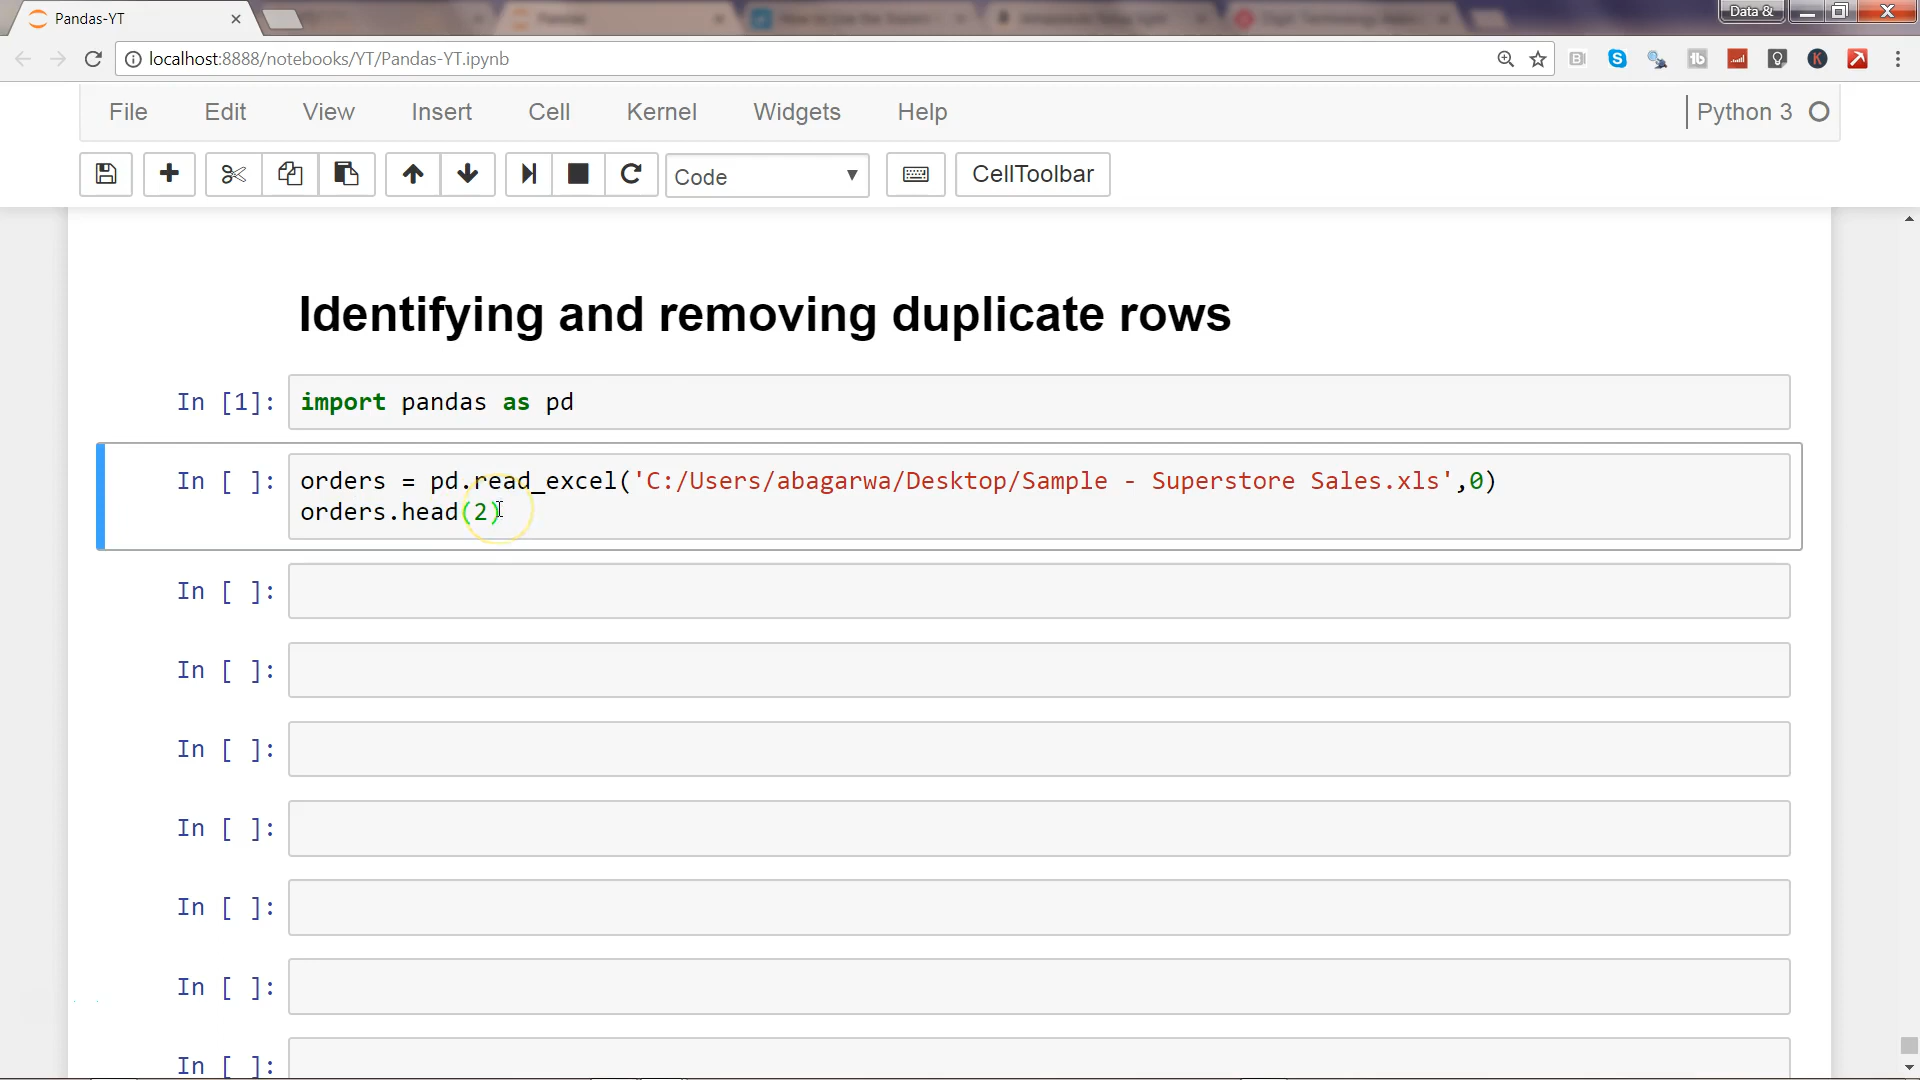 Pandas-YT
Pandas
Data &
localhost:8888/notebooks/YT/Pandas-YT.ipynb
File Edit View Insert Cell Kernel Widgets Help Python 3
Code CellToolbar
Identifying and removing duplicate rows
In [1]: import pandas as pd
In [ ]: orders = pd.read_excel('C:/Users/abagarwa/Desktop/Sample - Superstore Sales.xls',0)
orders.head(2)
In [ ]:
In [ ]:
In [ ]:
In [ ]:
In [ ]:
In [ ]:
In [ ]: